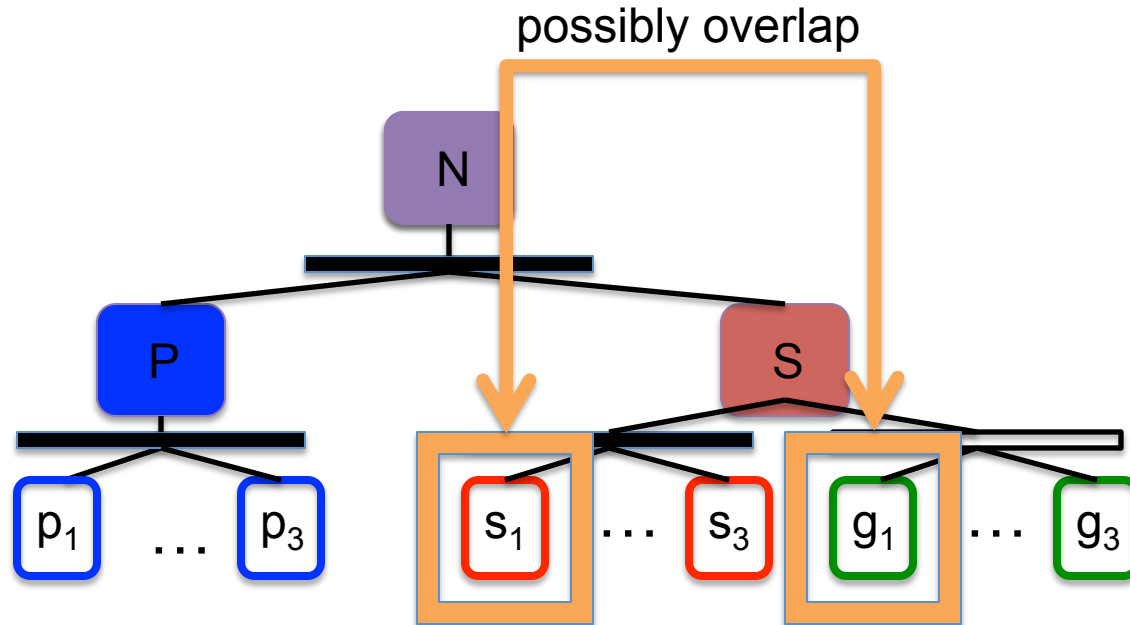 possibly overlap
N
P
S
p₁ ... p₃ s₁ ... s₃ g₁ ... g₃